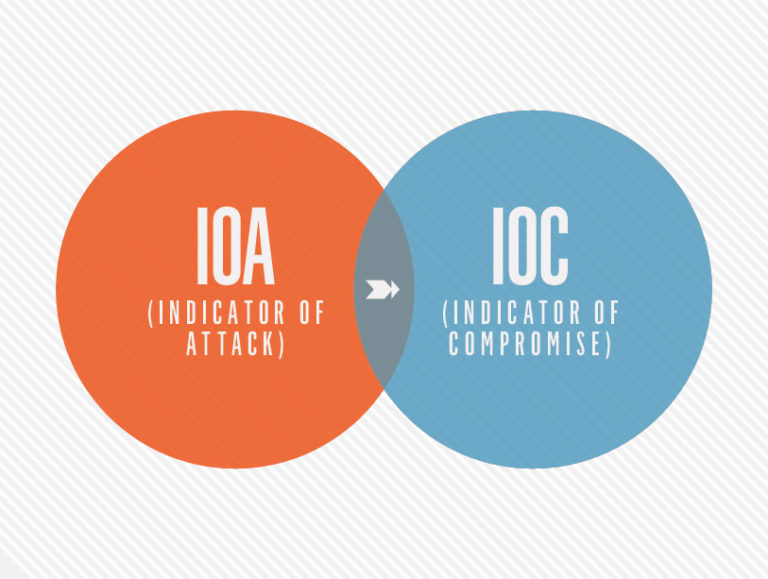 IOA
(INDICATOR OF
ATTACK)
IOC
(INDICATOR OF
COMPROMISE)